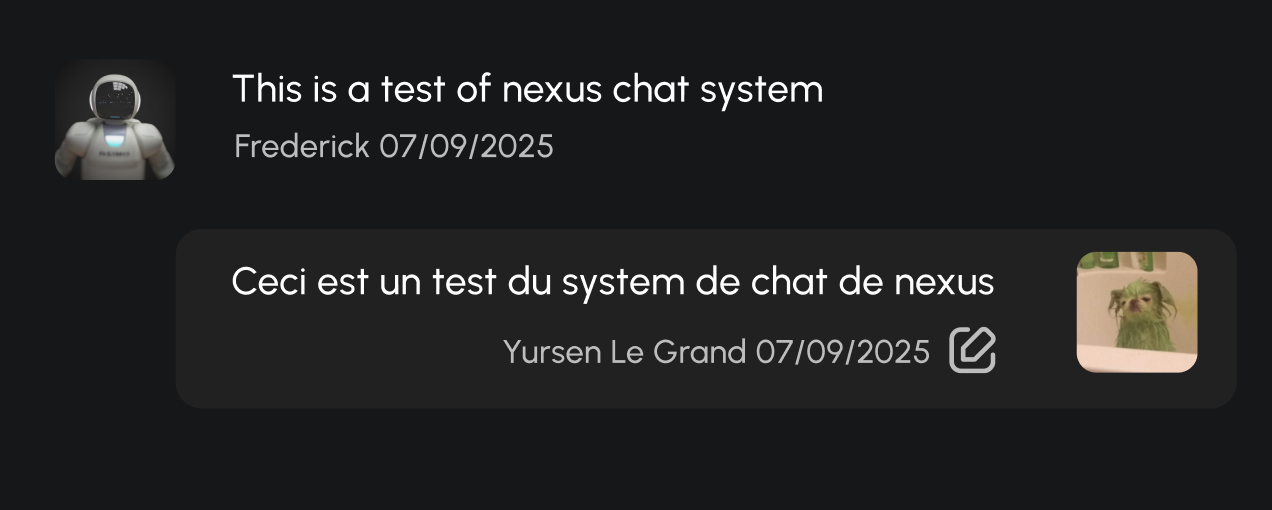 This is a test of nexus chat system
Frederick 07/09/2025
Ceci est un test du system de chat de nexus
Yursen Le Grand 07/09/2025